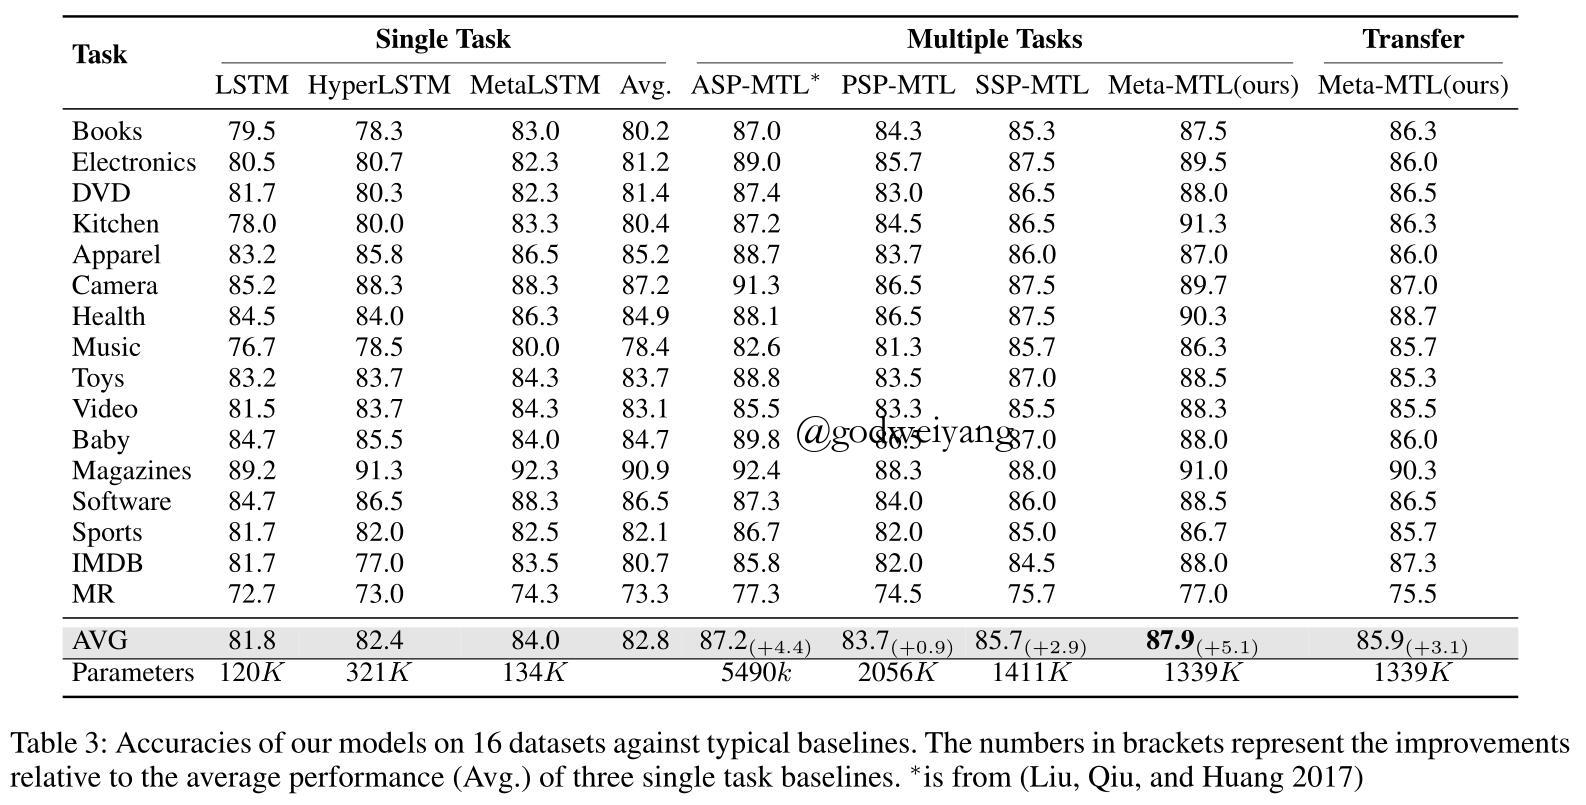 Task Single Task Multiple Tasks Transfer
LSTM HyperLSTM MetaLSTM Avg. ASP-MTL* PSP-MTL SSP-MTL Meta-MTL(ours) Meta-MTL(ours)
Books 79.5 78.3 83.0 80.2 87.0 84.3 85.3 87.5 86.3
Electronics 80.5 80.7 82.3 81.2 89.0 85.7 87.5 89.5 86.0
DVD 81.7 80.3 82.3 81.4 87.4 83.0 86.5 88.0 86.5
Kitchen 78.0 80.0 83.3 80.4 87.2 84.5 86.5 91.3 86.3
Apparel 83.2 85.8 86.5 85.2 88.7 83.7 86.0 87.0 86.0
Camera 85.2 88.3 88.3 87.2 91.3 86.5 87.5 89.7 87.0
Health 84.5 84.0 86.3 84.9 88.1 86.5 87.5 90.3 88.7
Music 76.7 78.5 80.0 78.4 82.6 81.3 85.7 86.3 85.7
Toys 83.2 83.7 84.3 83.7 88.8 83.5 87.0 88.5 85.3
Video 81.5 83.7 84.3 83.1 85.5 83.3 85.5 88.3 85.5
@godweiyang
Baby 84.7 85.5 84.0 84.7 89.8 86.5 87.0 88.0 86.0
Magazines 89.2 91.3 92.3 90.9 92.4 88.3 88.0 91.0 90.3
Software 84.7 86.5 88.3 86.5 87.3 84.0 86.0 88.5 86.5
Sports 81.7 82.0 82.5 82.1 86.7 82.0 85.0 86.7 85.7
IMDB 81.7 77.0 83.5 80.7 85.8 82.0 84.5 88.0 87.3
MR 72.7 73.0 74.3 73.3 77.3 74.5 75.7 77.0 75.5
AVG 81.8 82.4 84.0 82.8 87.2(+4.4) 83.7(+0.9) 85.7(+2.9) 87.9(+5.1) 85.9(+3.1)
Parameters 120K 321K 134K 5490k 2056K 1411K 1339K 1339K
Table 3: Accuracies of our models on 16 datasets against typical baselines. The numbers in brackets represent the improvements
relative to the average performance (Avg.) of three single task baselines. *is from (Liu, Qiu, and Huang 2017)